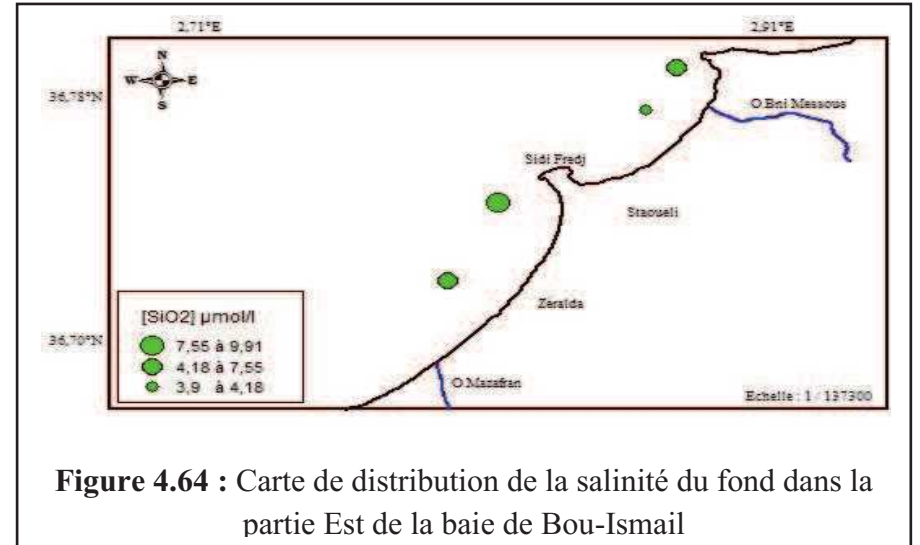 2,71°E 2,91°E
N
W E
S
36,78°N
O.Bni Messous
Sidi Fredj
Staoueli
Zeralda
[SiO2] µmol/l
7,55 à 9,91
4,18 à 7,55
3,9 à 4,18
36,70°N
O.Mazafran
Echelle : 1 / 137300
Figure 4.64 : Carte de distribution de la salinité du fond dans la
partie Est de la baie de Bou-Ismail